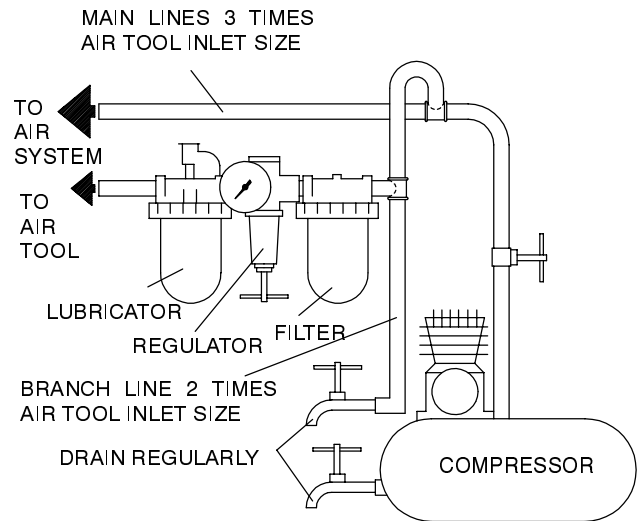 MAIN LINES 3 TIMES
AIR TOOL INLET SIZE
TO
AIR
SYSTEM
TO
AIR
TOOL
LUBRICATOR
REGULATOR
FILTER
BRANCH LINE 2 TIMES
AIR TOOL INLET SIZE
DRAIN REGULARLY
COMPRESSOR